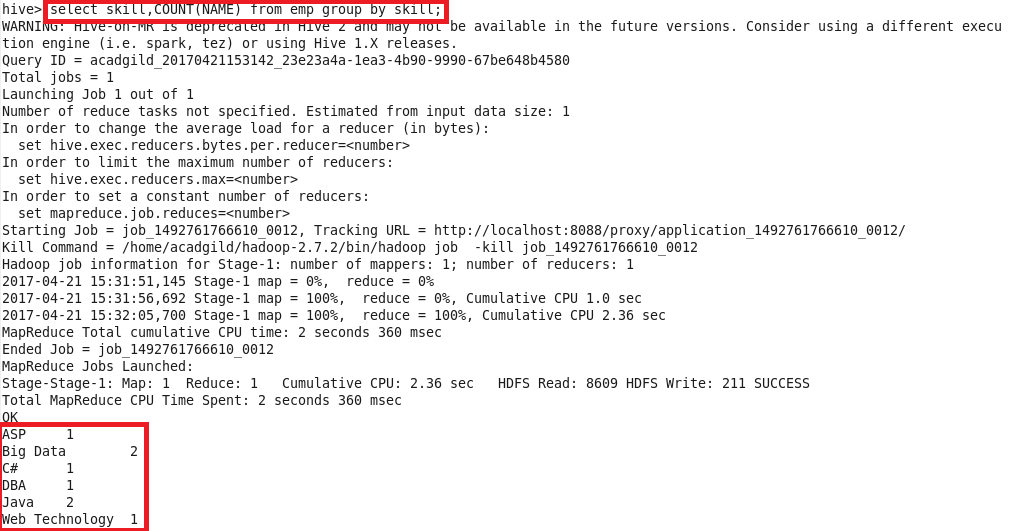 hive> select skill,COUNT(NAME) from emp group by skill;
WARNING: Hive-on-MR is deprecated in Hive 2 and may not be available in the future versions. Consider using a different execu
tion engine (i.e. spark, tez) or using Hive 1.X releases.
Query ID = acadgild_20170421153142_23e23a4a-1ea3-4b90-9990-67be648b4580
Total jobs = 1
Launching Job 1 out of 1
Number of reduce tasks not specified. Estimated from input data size: 1
In order to change the average load for a reducer (in bytes):
  set hive.exec.reducers.bytes.per.reducer=<number>
In order to limit the maximum number of reducers:
  set hive.exec.reducers.max=<number>
In order to set a constant number of reducers:
  set mapreduce.job.reduces=<number>
Starting Job = job_1492761766610_0012, Tracking URL = http://localhost:8088/proxy/application_1492761766610_0012/
Kill Command = /home/acadgild/hadoop-2.7.2/bin/hadoop job  -kill job_1492761766610_0012
Hadoop job information for Stage-1: number of mappers: 1; number of reducers: 1
2017-04-21 15:31:51,145 Stage-1 map = 0%,  reduce = 0%
2017-04-21 15:31:56,692 Stage-1 map = 100%,  reduce = 0%, Cumulative CPU 1.0 sec
2017-04-21 15:32:05,700 Stage-1 map = 100%,  reduce = 100%, Cumulative CPU 2.36 sec
MapReduce Total cumulative CPU time: 2 seconds 360 msec
Ended Job = job_1492761766610_0012
MapReduce Jobs Launched:
Stage-Stage-1: Map: 1  Reduce: 1   Cumulative CPU: 2.36 sec   HDFS Read: 8609 HDFS Write: 211 SUCCESS
Total MapReduce CPU Time Spent: 2 seconds 360 msec
OK
ASP     1
Big Data        2
C#      1
DBA     1
Java    2
Web Technology  1